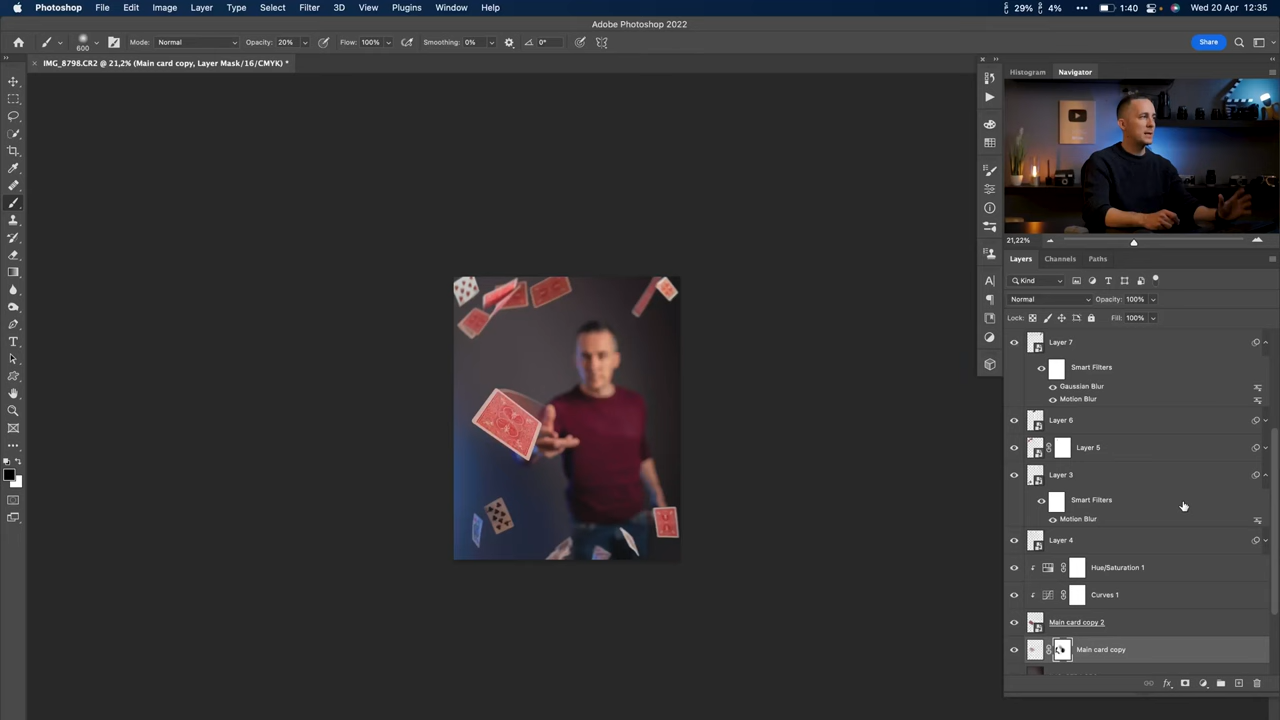 Photoshop File Edit Image Layer Type Select Filter 3D View Plugins Window Help 29% 4% 1:40 Wed 20 Apr 12:35
Adobe Photoshop 2022
600 Mode: Normal Opacity: 20% Flow: 100% Smoothing: 0% 0° Share
IMG_8798.CR2 @ 21,2% (Main card copy, Layer Mask/16/CMYK) *
Histogram Navigator
21,22%
Layers Channels Paths
Kind
Normal Opacity: 100%
Lock: Fill: 100%
Layer 7
Smart Filters
Gaussian Blur
Motion Blur
Layer 6
Layer 5
Layer 3
Smart Filters
Motion Blur
Layer 4
Hue/Saturation 1
Curves 1
Main card copy 2
Main card copy